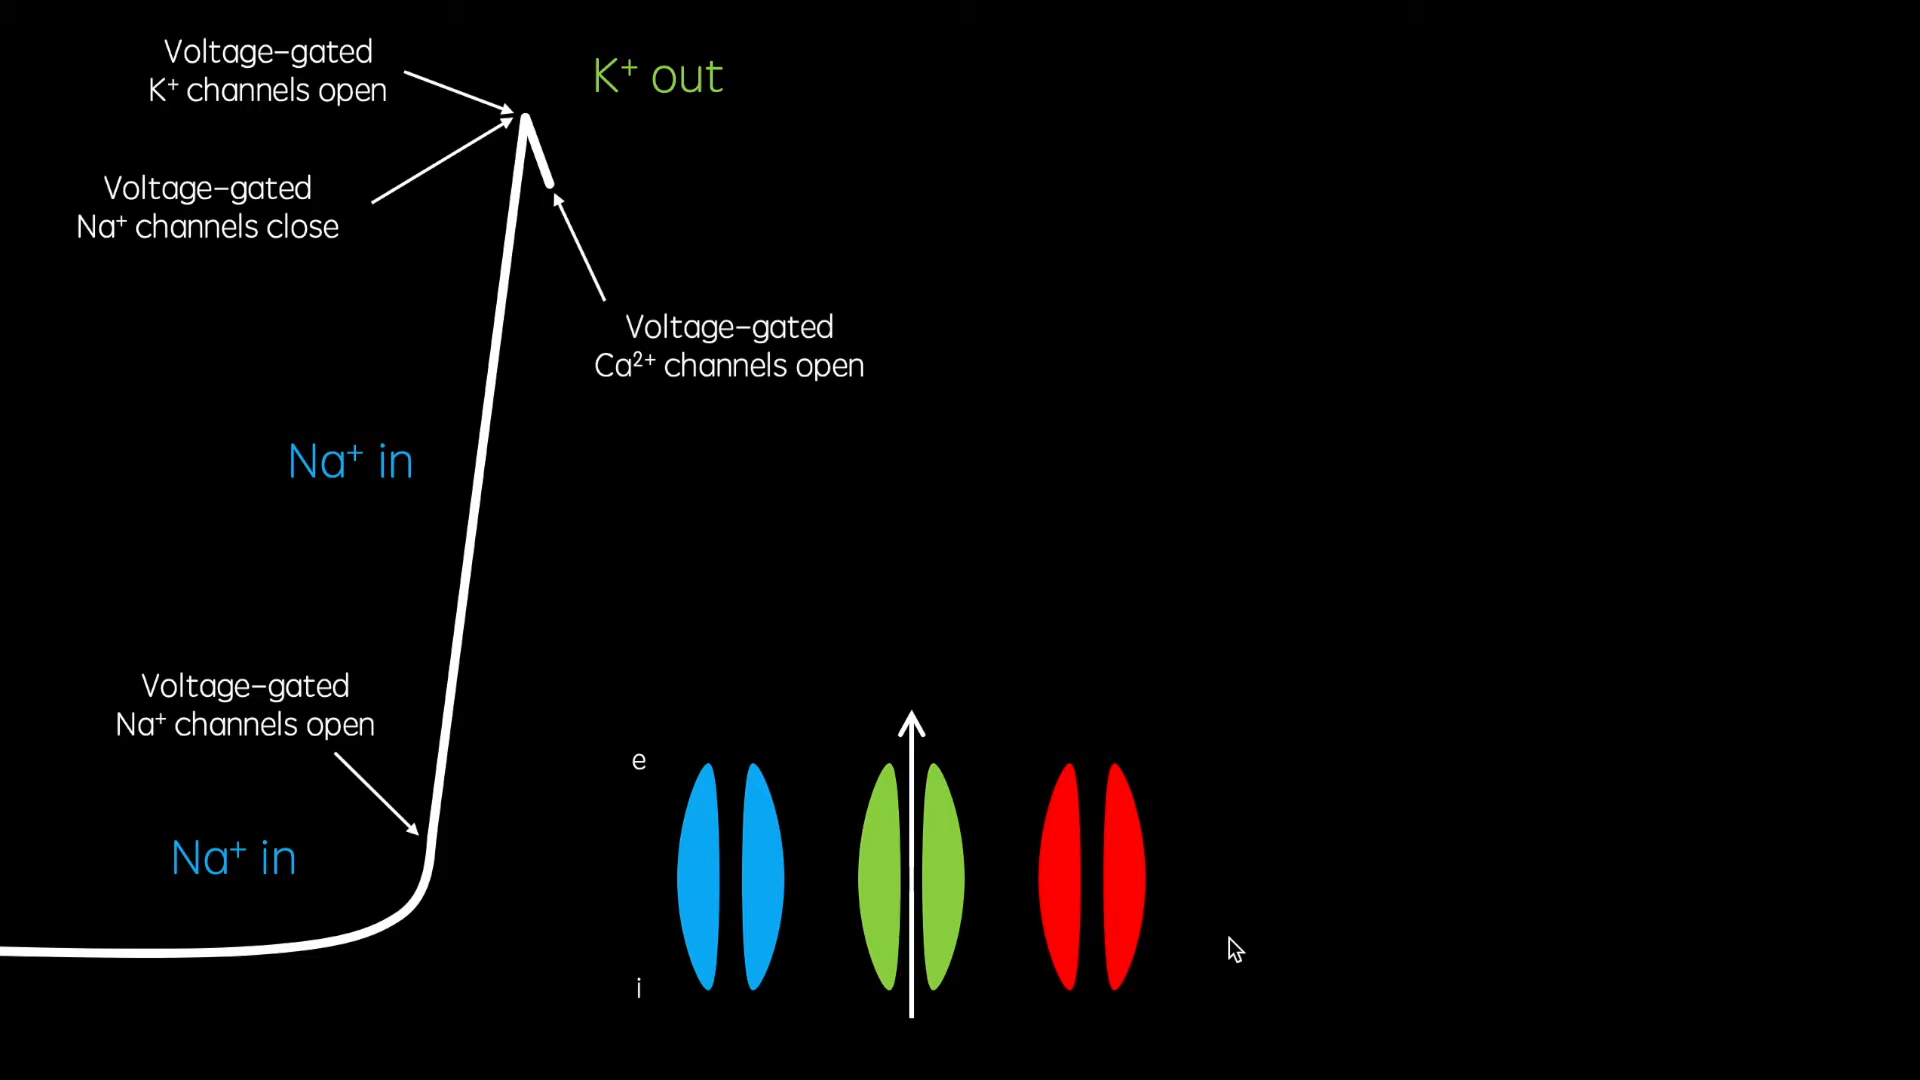 Voltage-gated
K⁺ channels open
K⁺ out
Voltage-gated
Na⁺ channels close
Voltage-gated
Ca²⁺ channels open
Na⁺ in
Voltage-gated
Na⁺ channels open
Na⁺ in
e
i